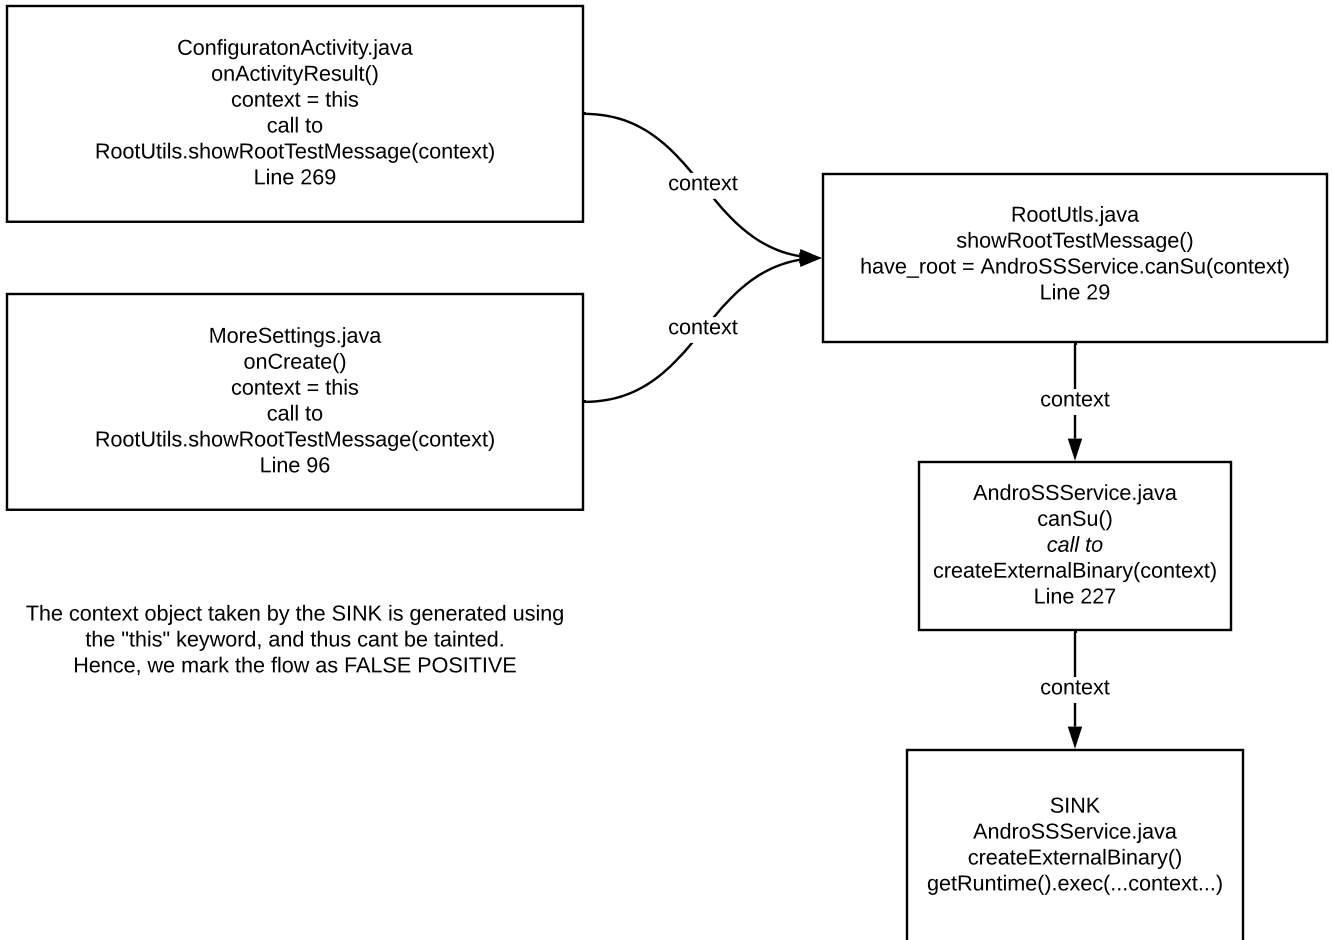 ConfiguratonActivity.java
onActivityResult()
context = this
call to
RootUtils.showRootTestMessage(context)
Line 269
context
RootUtls.java
showRootTestMessage()
have_root = AndroSSService.canSu(context)
Line 29
MoreSettings.java
onCreate()
context = this
call to
RootUtils.showRootTestMessage(context)
Line 96
context
context
AndroSSService.java
canSu()
call to
createExternalBinary(context)
Line 227
The context object taken by the SINK is generated using
the "this" keyword, and thus cant be tainted.
Hence, we mark the flow as FALSE POSITIVE
context
SINK
AndroSSService.java
createExternalBinary()
getRuntime().exec(...context...)